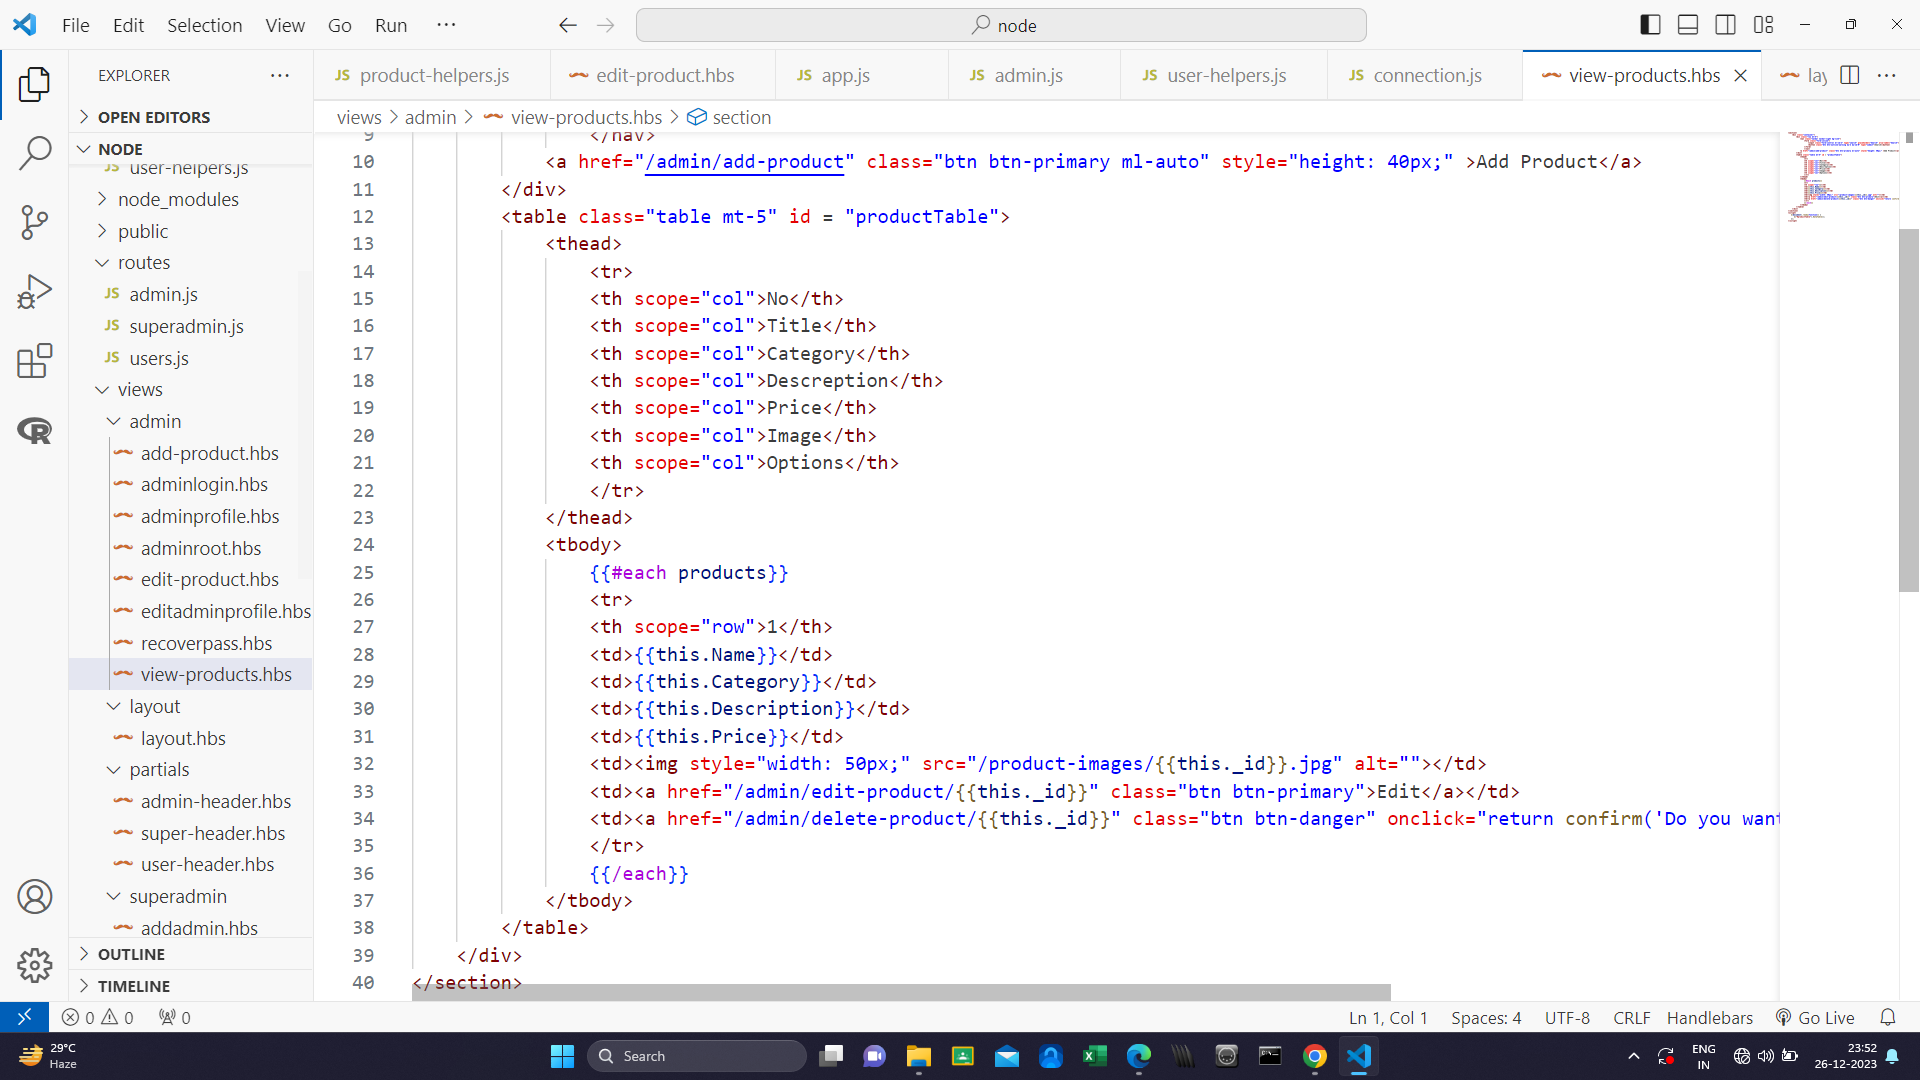 File Edit Selection View Go Run ···
node
EXPLORER ···
JS product-helpers.js
edit-product.hbs
JS app.js
JS admin.js
JS user-helpers.js
JS connection.js
view-products.hbs
lay
OPEN EDITORS
NODE
user-helpers.js
node_modules
public
routes
JS admin.js
JS superadmin.js
JS users.js
views
admin
add-product.hbs
adminlogin.hbs
adminprofile.hbs
adminroot.hbs
edit-product.hbs
editadminprofile.hbs
recoverpass.hbs
view-products.hbs
layout
layout.hbs
partials
admin-header.hbs
super-header.hbs
user-header.hbs
superadmin
addadmin.hbs
OUTLINE
TIMELINE
views > admin > view-products.hbs > section
9 </nav>
10 <a href="/admin/add-product" class="btn btn-primary ml-auto" style="height: 40px;" >Add Product</a>
11 </div>
12 <table class="table mt-5" id = "productTable">
13 <thead>
14 <tr>
15 <th scope="col">No</th>
16 <th scope="col">Title</th>
17 <th scope="col">Category</th>
18 <th scope="col">Descreption</th>
19 <th scope="col">Price</th>
20 <th scope="col">Image</th>
21 <th scope="col">Options</th>
22 </tr>
23 </thead>
24 <tbody>
25 {{#each products}}
26 <tr>
27 <th scope="row">1</th>
28 <td>{{this.Name}}</td>
29 <td>{{this.Category}}</td>
30 <td>{{this.Description}}</td>
31 <td>{{this.Price}}</td>
32 <td><img style="width: 50px;" src="/product-images/{{this._id}}.jpg" alt=""></td>
33 <td><a href="/admin/edit-product/{{this._id}}" class="btn btn-primary">Edit</a></td>
34 <td><a href="/admin/delete-product/{{this._id}}" class="btn btn-danger" onclick="return confirm('Do you want
35 </tr>
36 {{/each}}
37 </tbody>
38 </table>
39 </div>
40 </section>
0 0 0
Ln 1, Col 1 Spaces: 4 UTF-8 CRLF Handlebars Go Live
29°C
Haze
Search
ENG
IN
23:52
26-12-2023